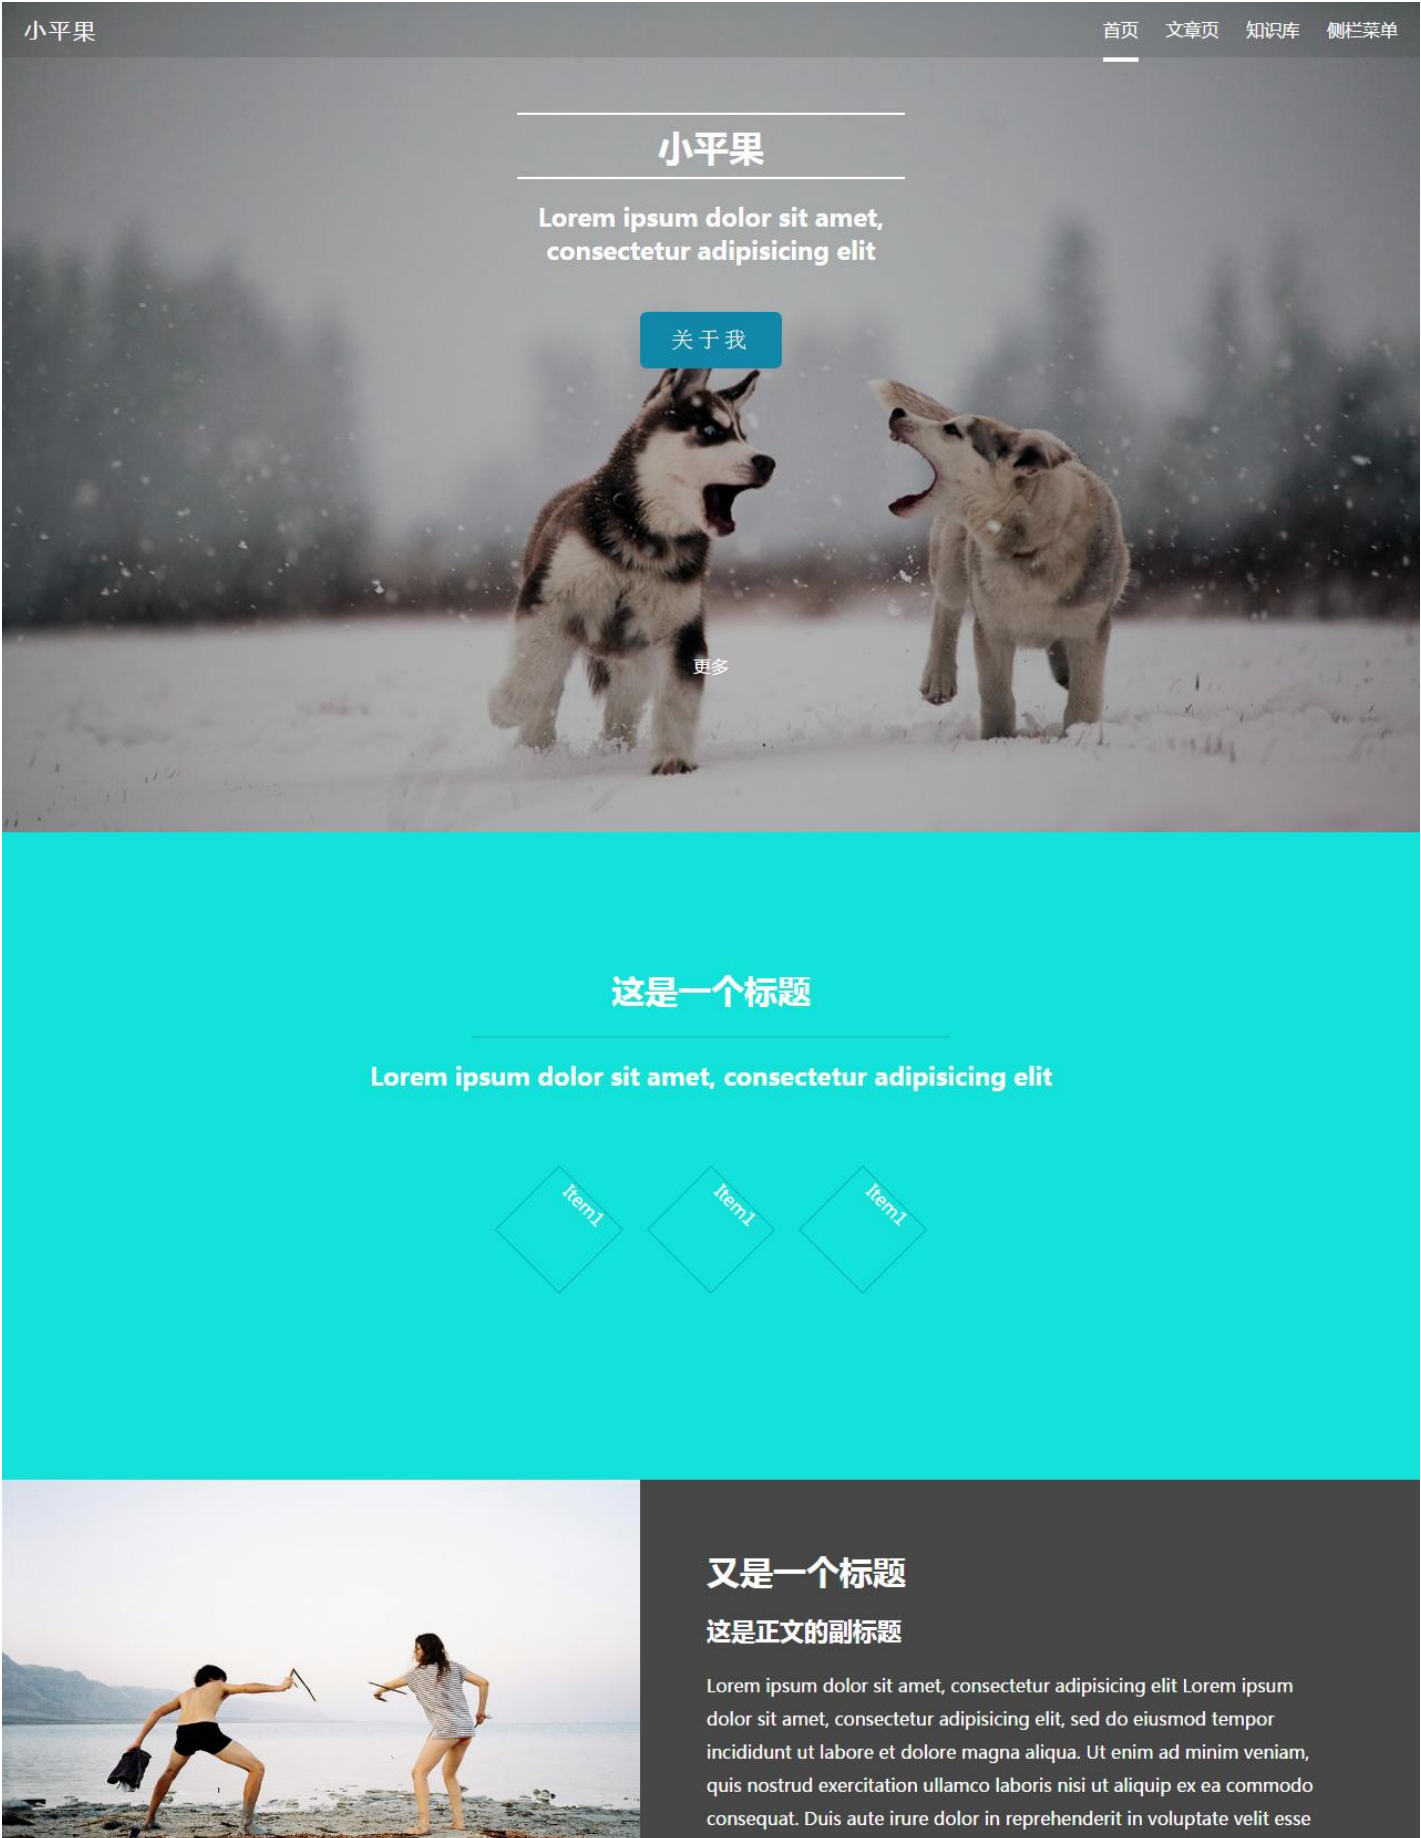 小平果
首页 文章页 知识库 侧栏菜单
小平果
Lorem ipsum dolor sit amet,
consectetur adipisicing elit
关于我
更多
这是一个标题
Lorem ipsum dolor sit amet, consectetur adipisicing elit
Item1 Item1 Item1
又是一个标题
这是正文的副标题
Lorem ipsum dolor sit amet, consectetur adipisicing elit Lorem ipsum
dolor sit amet, consectetur adipisicing elit, sed do eiusmod tempor
incididunt ut labore et dolore magna aliqua. Ut enim ad minim veniam,
quis nostrud exercitation ullamco laboris nisi ut aliquip ex ea commodo
consequat. Duis aute irure dolor in reprehenderit in voluptate velit esse